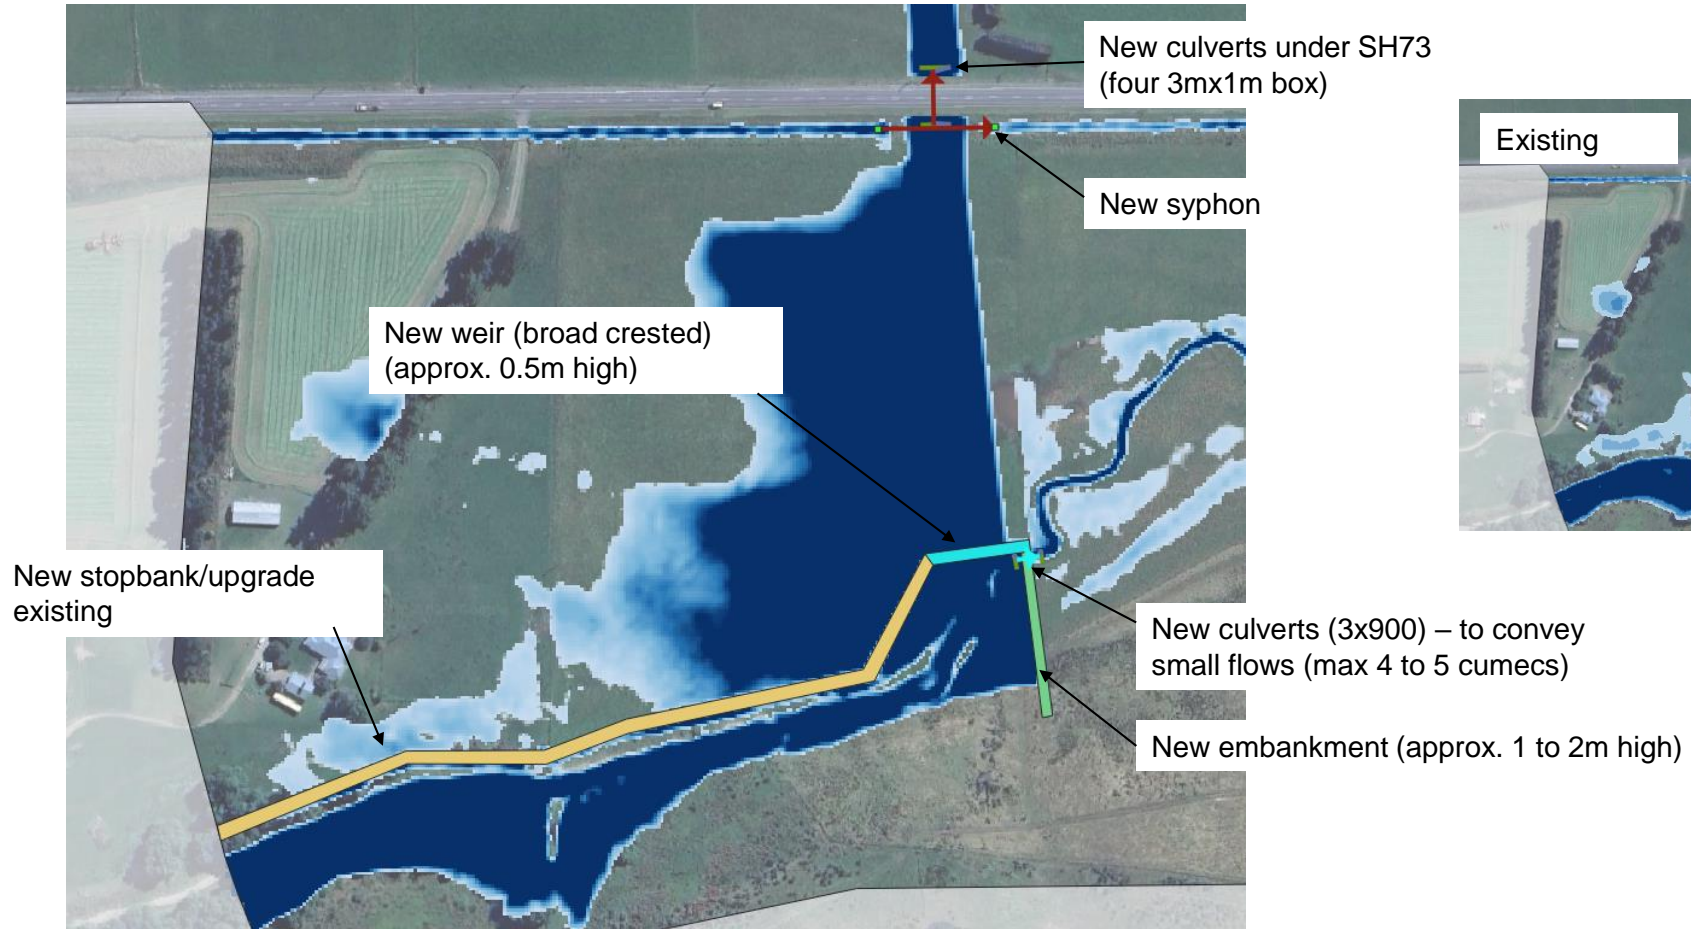 New culverts under SH73
(four 3mx1m box)
Existing
New syphon
New weir (broad crested)
(approx. 0.5m high)
New stopbank/upgrade
existing
New culverts (3x900) – to convey
small flows (max 4 to 5 cumecs)
New embankment (approx. 1 to 2m high)